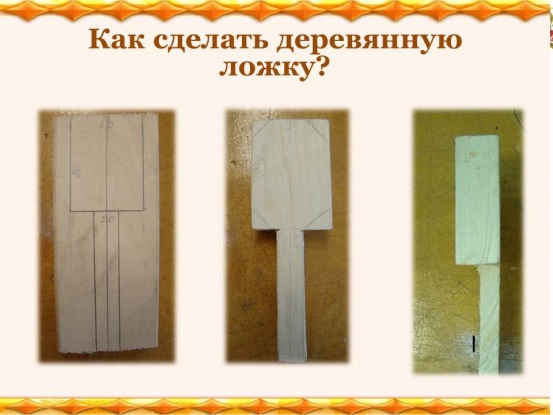 Как сделать деревянную
ложку?